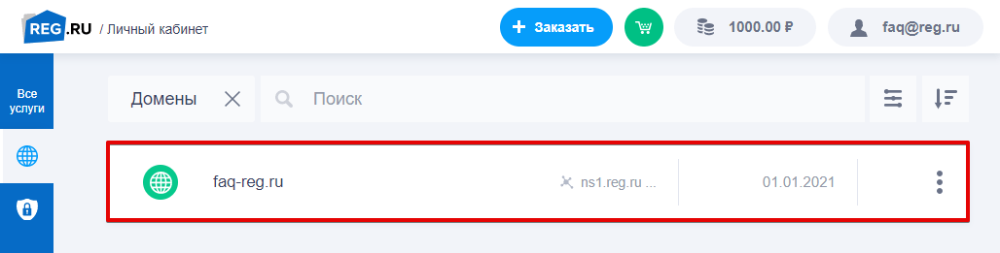 REG.RU / Личный кабинет
+ Заказать
1000.00 ₽
faq@reg.ru
Все
услуги
Домены
Поиск
faq-reg.ru
ns1.reg.ru ...
01.01.2021